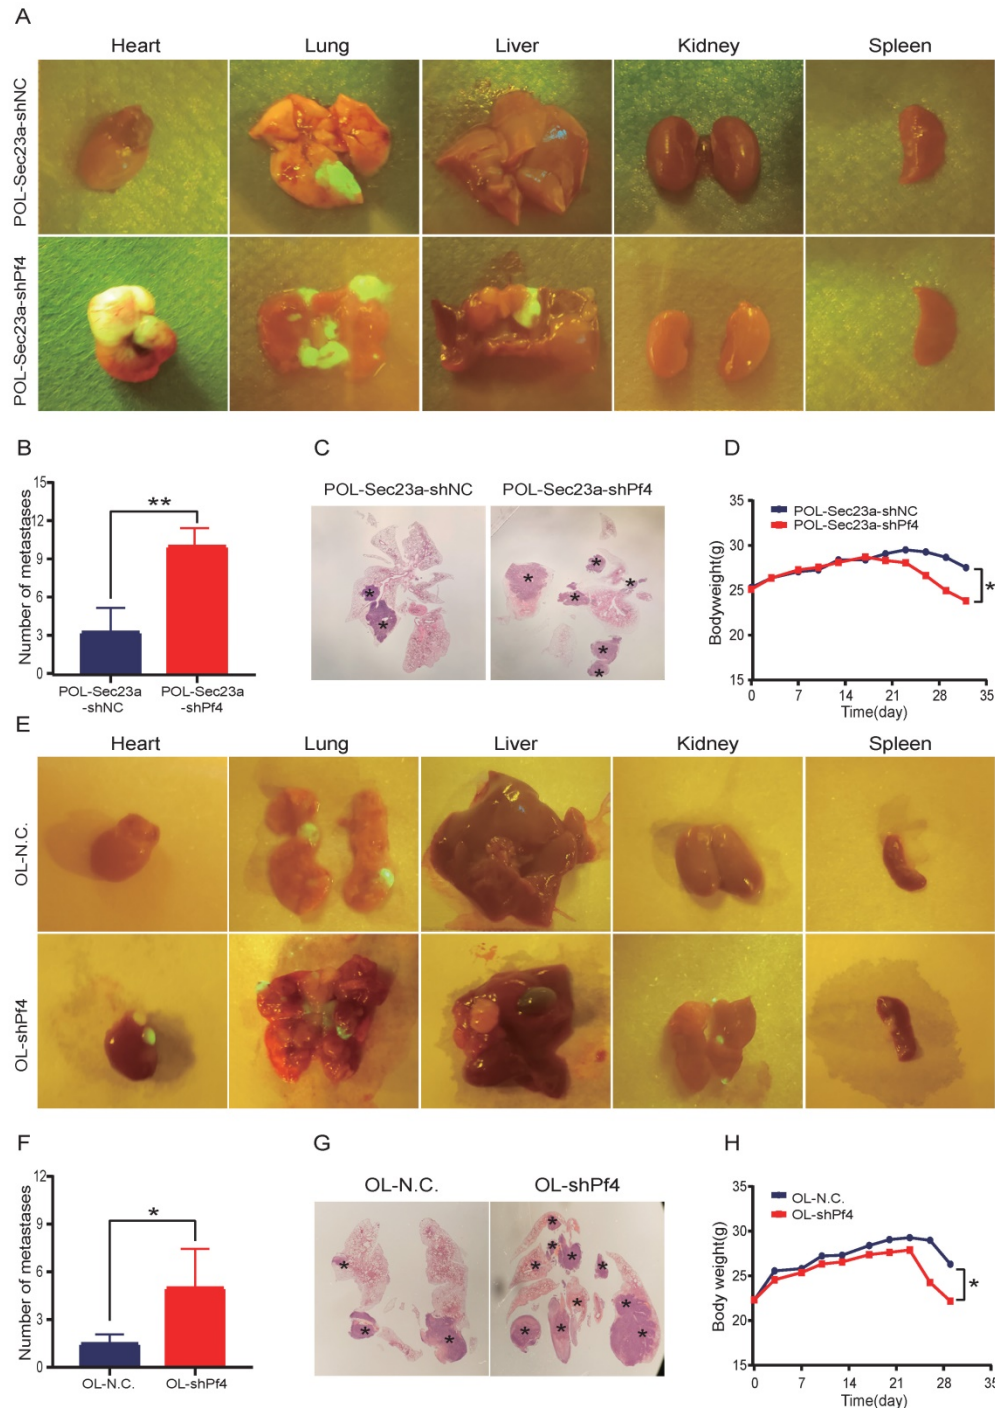 A
Heart Lung Liver Kidney Spleen
POL-Sec23a-shNC
POL-Sec23a-shPf4
B
Number of metastases
15
12
9
6
3
0
**
POL-Sec23a
-shNC
POL-Sec23a
-shPf4
C
POL-Sec23a-shNC POL-Sec23a-shPf4
*
*
*
*
*
*
*
*
D
Bodyweight(g)
35
30
25
20
15
POL-Sec23a-shNC
POL-Sec23a-shPf4
*
0 7 14 21 28 35
Time(day)
E
Heart Lung Liver Kidney Spleen
OL-N.C.
OL-shPf4
F
Number of metastases
12
9
6
3
0
*
OL-N.C. OL-shPf4
G
OL-N.C. OL-shPf4
*
*
*
*
*
*
*
*
*
*
*
*
H
Body weight(g)
35
30
25
20
15
OL-N.C.
OL-shPf4
*
0 7 14 21 28 35
Time(day)